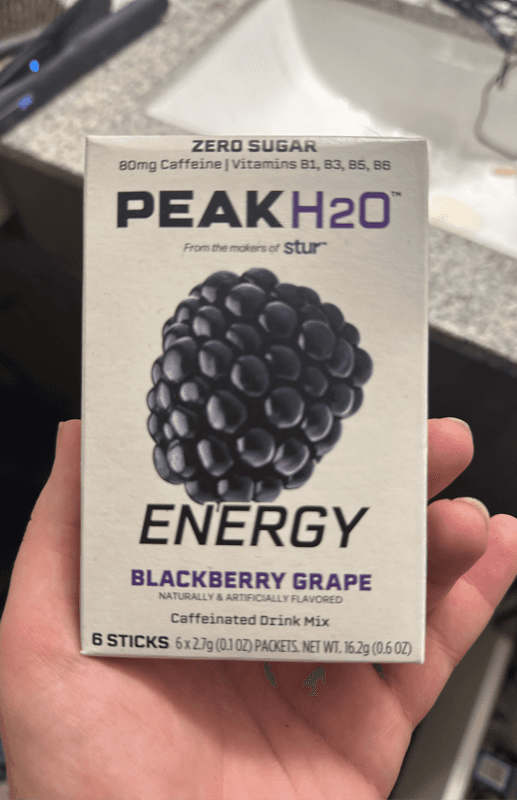 ZERO SUGAR
80mg Caffeine | Vitamins B1, B3, B5, B6
PEAKH2O™
From the makers of stur™
ENERGY
BLACKBERRY GRAPE
NATURALLY & ARTIFICIALLY FLAVORED
Caffeinated Drink Mix
6 STICKS 6 x 2.7g (0.1 OZ) PACKETS. NET WT. 16.2g (0.6 OZ)